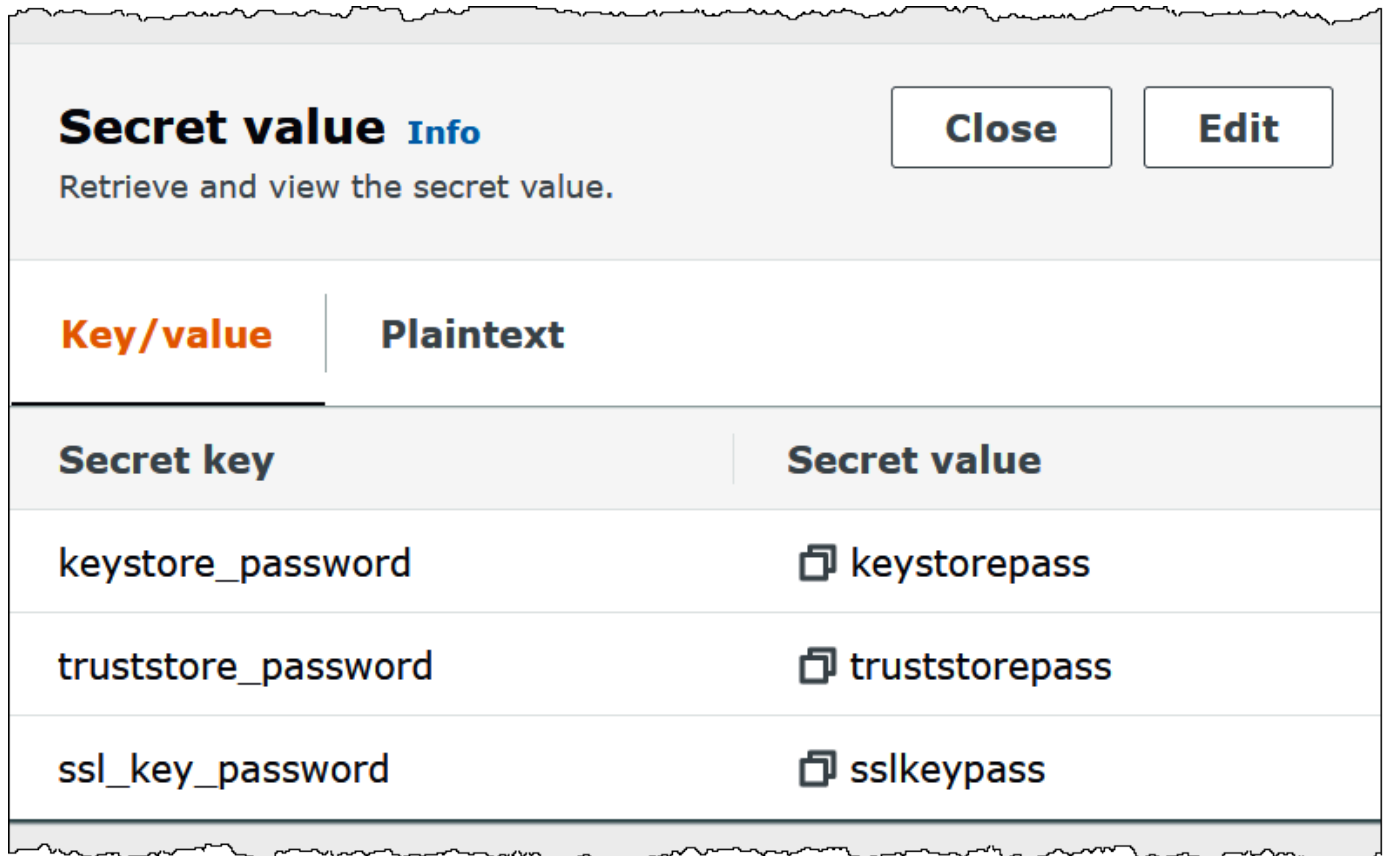 Secret value Info
Close
Edit
Retrieve and view the secret value.
Key/value
Plaintext
Secret key
Secret value
keystore_password
keystorepass
truststore_password
truststorepass
ssl_key_password
sslkeypass